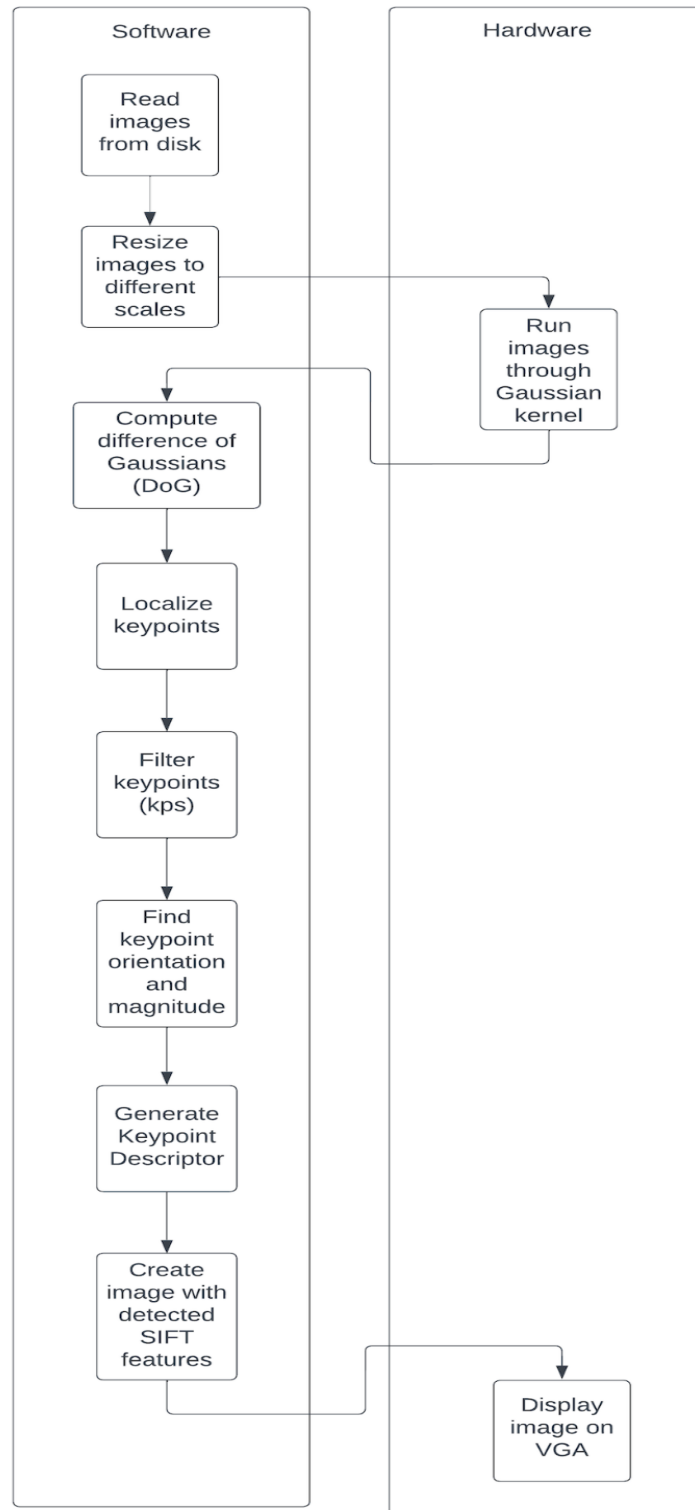 Software
Hardware
Read
images
from disk
Resize
images to
different
scales
Run
images
through
Gaussian
kernel
Compute
difference of
Gaussians
(DoG)
Localize
keypoints
Filter
keypoints
(kps)
Find
keypoint
orientation
and
magnitude
Generate
Keypoint
Descriptor
Create
image with
detected
SIFT
features
Display
image on
VGA